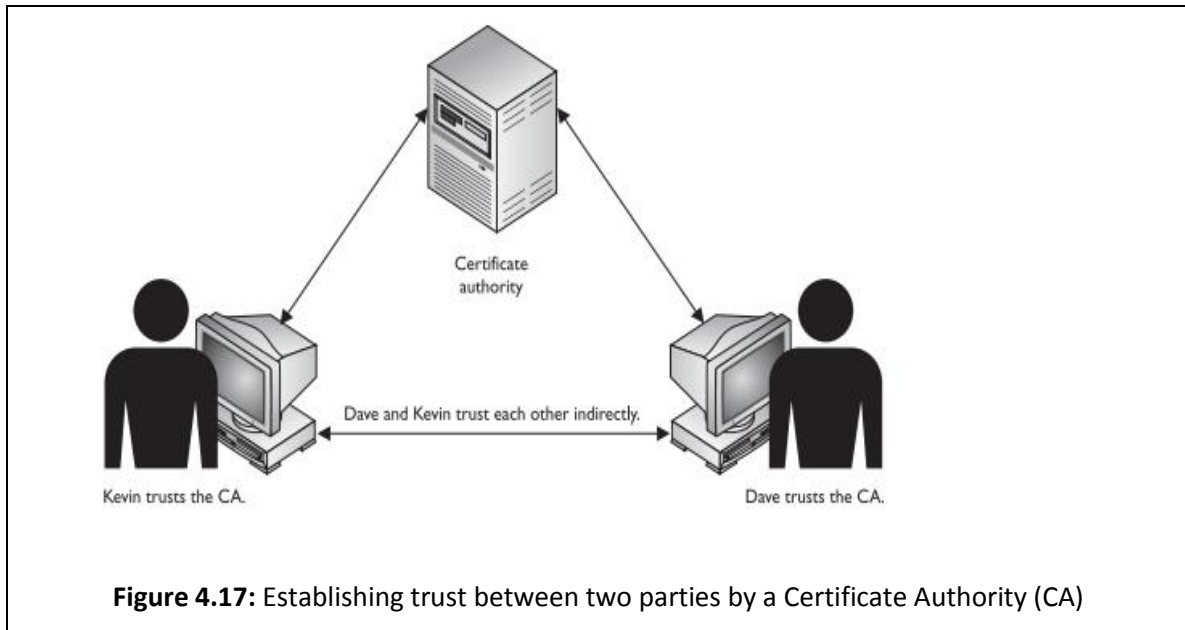 Certificate
authority
Dave and Kevin trust each other indirectly.
Kevin trusts the CA.
Dave trusts the CA.
Figure 4.17: Establishing trust between two parties by a Certificate Authority (CA)